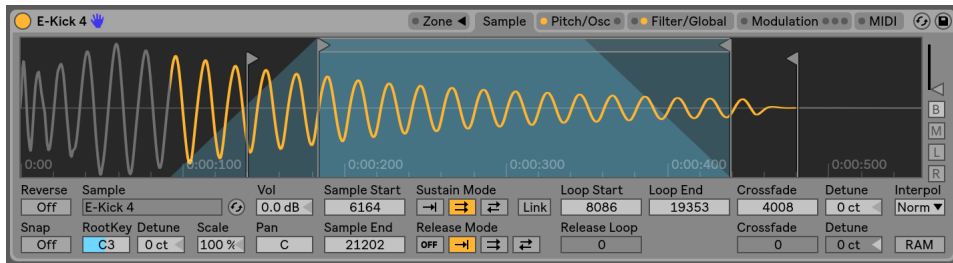 E-Kick 4 Zone Sample Pitch/Osc Filter/Global Modulation MIDI
0:00 0:00:100 0:00:200 0:00:300 0:00:400 0:00:500
B
M
L
R
Reverse Sample Vol Sample Start Sustain Mode Loop Start Loop End Crossfade Detune Interpol
Off E-Kick 4 0.0 dB 6164 Link 8086 19353 4008 0 ct Norm
Snap RootKey Detune Scale Pan Sample End Release Mode Release Loop Crossfade Detune
Off C3 0 ct 100 % C 21202 OFF 0 0 0 ct RAM